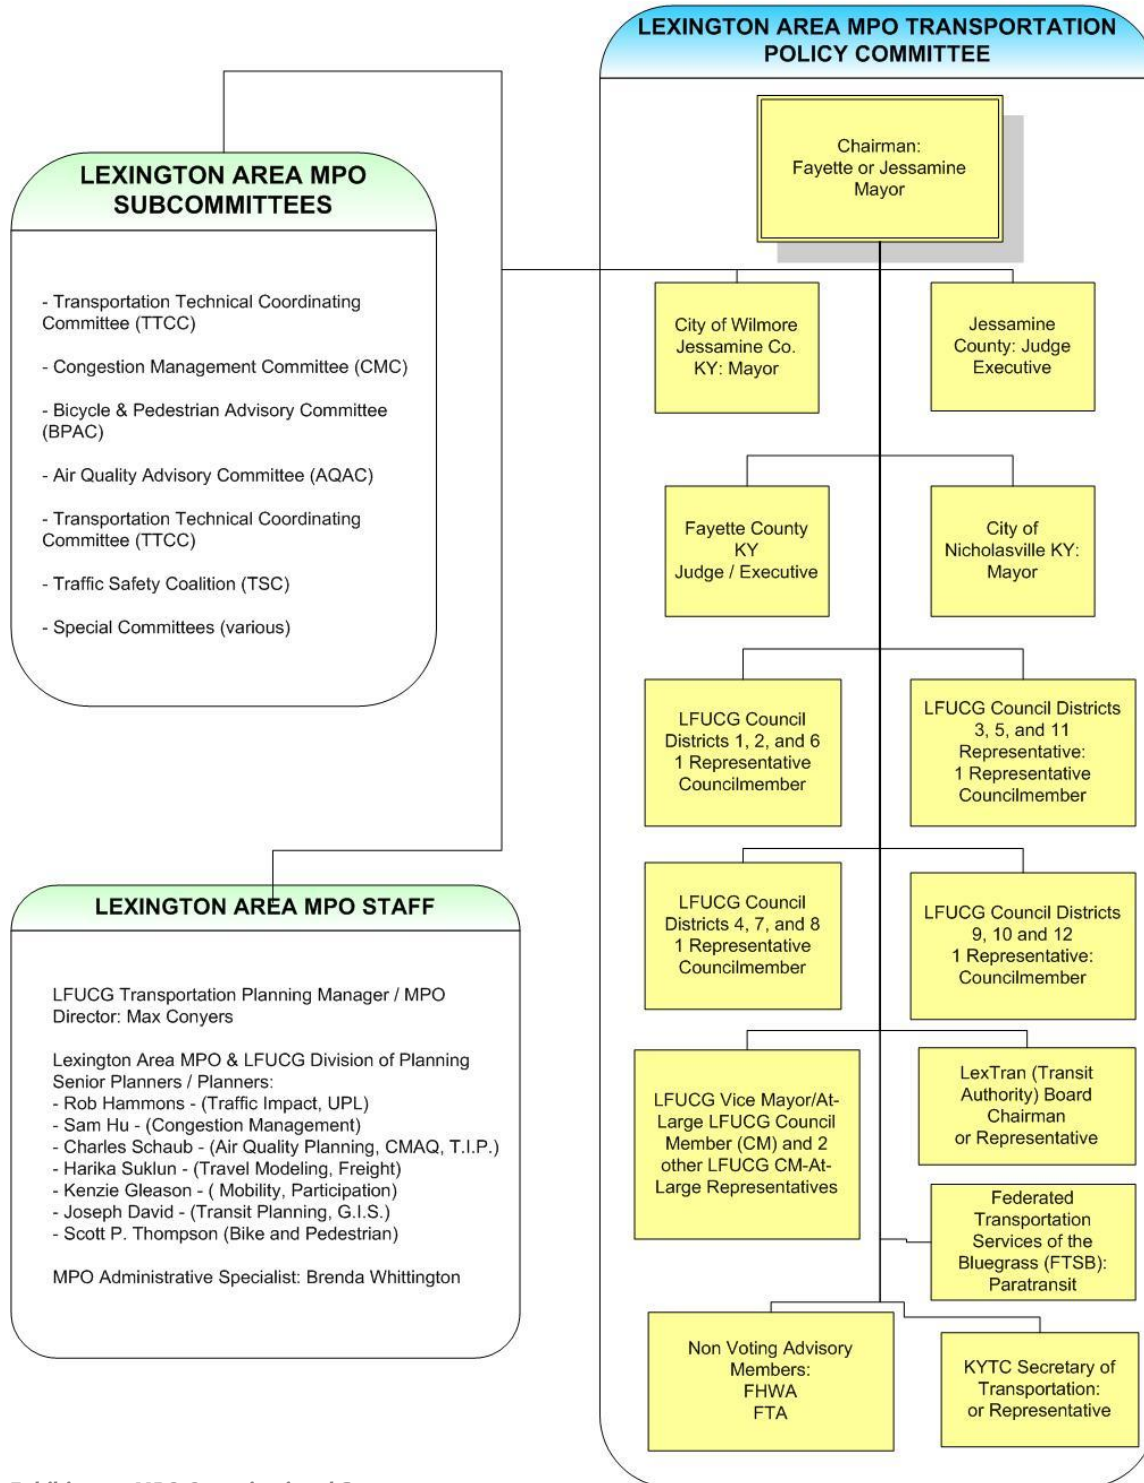 LEXINGTON AREA MPO TRANSPORTATION
POLICY COMMITTEE
Chairman:
Fayette or Jessamine
Mayor
City of Wilmore
Jessamine Co.
KY: Mayor
Jessamine
County: Judge
Executive
Fayette County
KY
Judge / Executive
City of
Nicholasville KY:
Mayor
LFUCG Council
Districts 1, 2, and 6
1 Representative
Councilmember
LFUCG Council Districts
3, 5, and 11
Representative:
1 Representative
Councilmember
LFUCG Council
Districts 4, 7, and 8
1 Representative
Councilmember
LFUCG Council Districts
9, 10 and 12
1 Representative:
Councilmember
LFUCG Vice Mayor/At-
Large LFUCG Council
Member (CM) and 2
other LFUCG CM-At-
Large Representatives
LexTran (Transit
Authority) Board
Chairman
or Representative
Federated
Transportation
Services of the
Bluegrass (FTSB):
Paratransit
Non Voting Advisory
Members:
FHWA
FTA
KYTC Secretary of
Transportation:
or Representative
LEXINGTON AREA MPO
SUBCOMMITTEES
- Transportation Technical Coordinating
Committee (TTCC)
- Congestion Management Committee (CMC)
- Bicycle & Pedestrian Advisory Committee
(BPAC)
- Air Quality Advisory Committee (AQAC)
- Transportation Technical Coordinating
Committee (TTCC)
- Traffic Safety Coalition (TSC)
- Special Committees (various)
LEXINGTON AREA MPO STAFF
LFUCG Transportation Planning Manager / MPO
Director: Max Conyers
Lexington Area MPO & LFUCG Division of Planning
Senior Planners / Planners:
- Rob Hammons - (Traffic Impact, UPL)
- Sam Hu - (Congestion Management)
- Charles Schaub - (Air Quality Planning, CMAQ, T.I.P.)
- Harika Suklun - (Travel Modeling, Freight)
- Kenzie Gleason - ( Mobility, Participation)
- Joseph David - (Transit Planning, G.I.S.)
- Scott P. Thompson (Bike and Pedestrian)
MPO Administrative Specialist: Brenda Whittington